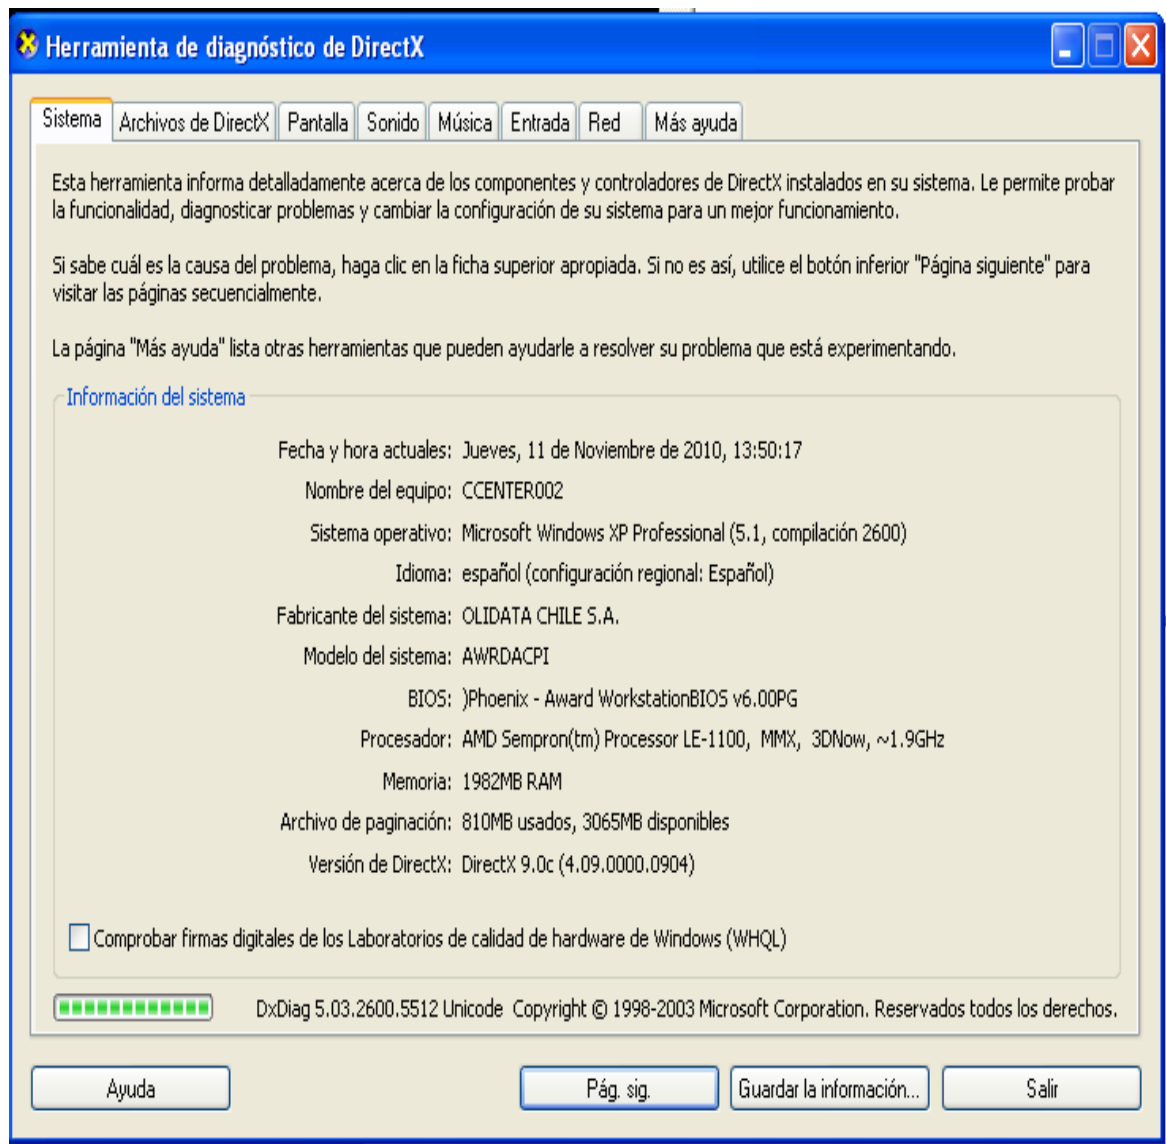 Herramienta de diagnóstico de DirectX
Sistema Archivos de DirectX Pantalla Sonido Música Entrada Red Más ayuda
Esta herramienta informa detalladamente acerca de los componentes y controladores de DirectX instalados en su sistema. Le permite probar
la funcionalidad, diagnosticar problemas y cambiar la configuración de su sistema para un mejor funcionamiento.
Si sabe cuál es la causa del problema, haga clic en la ficha superior apropiada. Si no es así, utilice el botón inferior "Página siguiente" para
visitar las páginas secuencialmente.
La página "Más ayuda" lista otras herramientas que pueden ayudarle a resolver su problema que está experimentando.
Información del sistema
Fecha y hora actuales: Jueves, 11 de Noviembre de 2010, 13:50:17
Nombre del equipo: CCENTER002
Sistema operativo: Microsoft Windows XP Professional (5.1, compilación 2600)
Idioma: español (configuración regional: Español)
Fabricante del sistema: OLIDATA CHILE S.A.
Modelo del sistema: AWRDACPI
BIOS: )Phoenix - Award WorkstationBIOS v6.00PG
Procesador: AMD Sempron(tm) Processor LE-1100, MMX, 3DNow, ~1.9GHz
Memoria: 1982MB RAM
Archivo de paginación: 810MB usados, 3065MB disponibles
Versión de DirectX: DirectX 9.0c (4.09.0000.0904)
Comprobar firmas digitales de los Laboratorios de calidad de hardware de Windows (WHQL)
DxDiag 5.03.2600.5512 Unicode Copyright © 1998-2003 Microsoft Corporation. Reservados todos los derechos.
Ayuda Pág. sig. Guardar la información... Salir